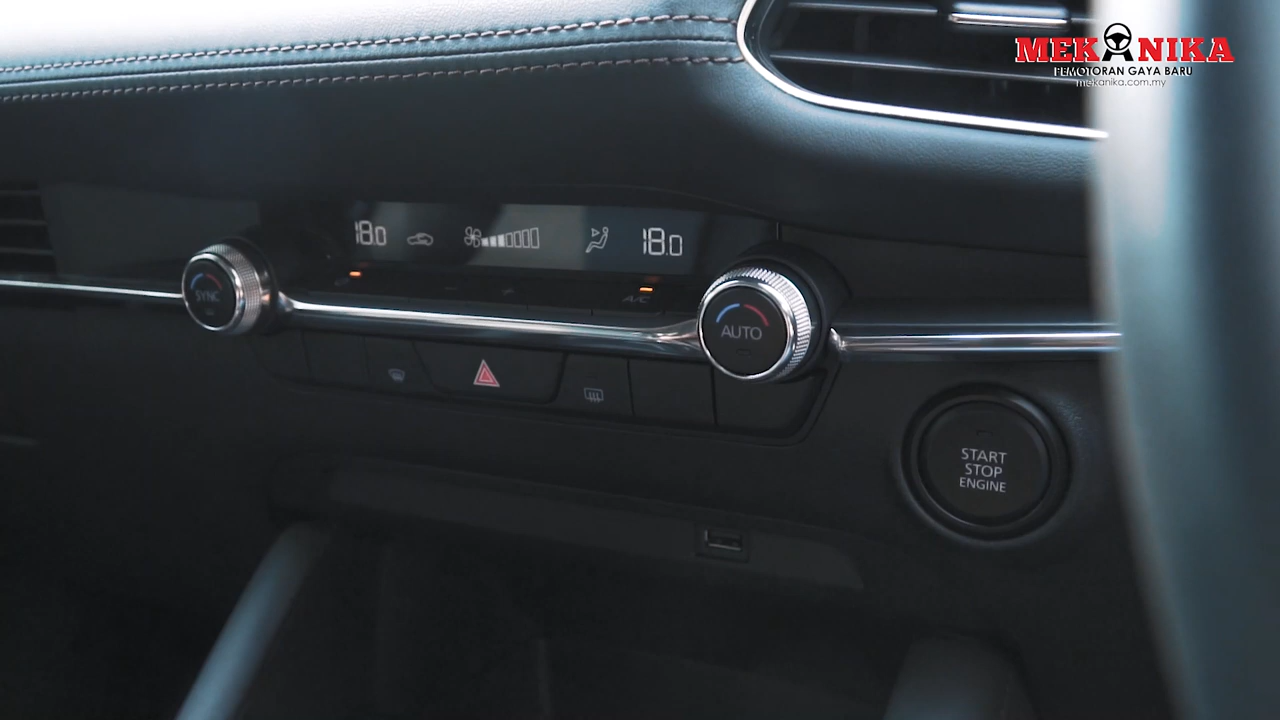 MEKANIKA
PEMOTORAN GAYA BARU
mekanika.com.my
18.0
18.0
SYNC
A/C
AUTO
START
STOP
ENGINE